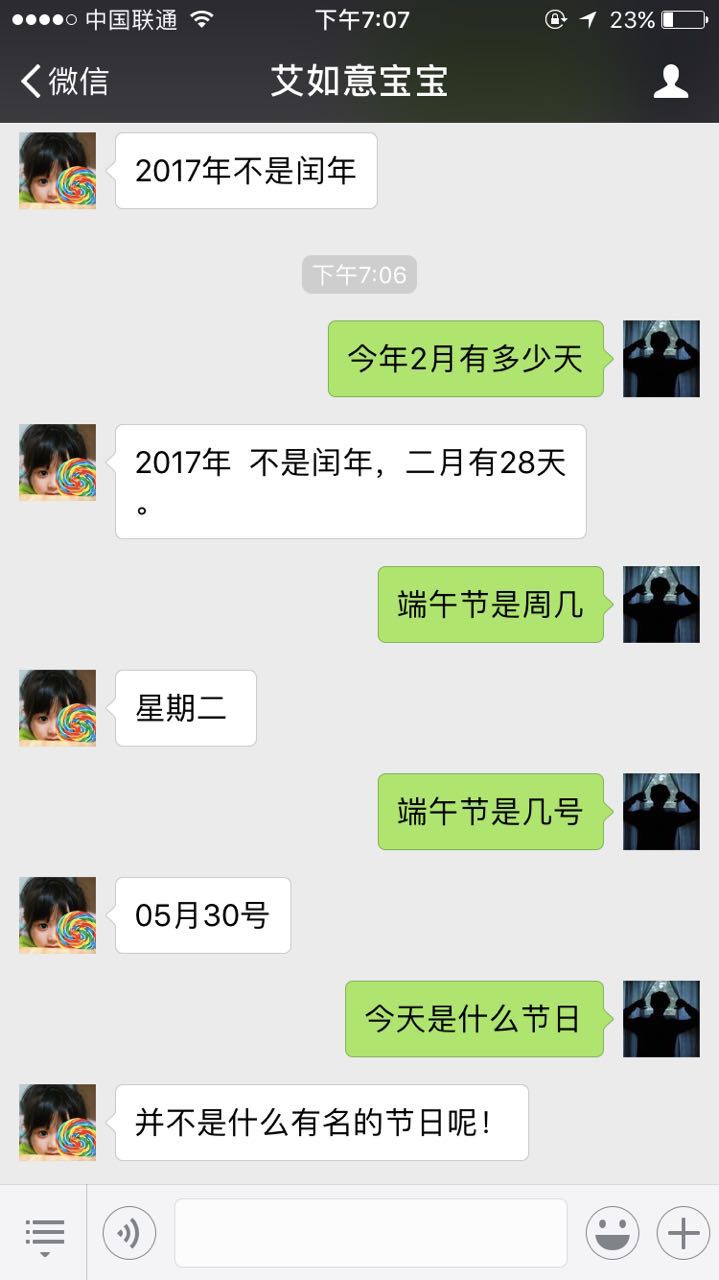 中国联通 下午7:07 23%
微信 艾如意宝宝
2017年不是闰年
下午7:06
今年2月有多少天
2017年 不是闰年，二月有28天
。
端午节是周几
星期二
端午节是几号
05月30号
今天是什么节日
并不是什么有名的节日呢！